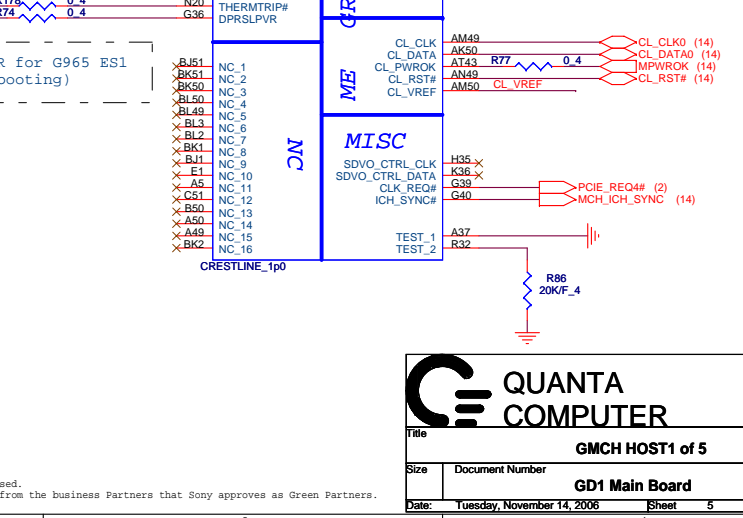 R178 0_4 N20 THERMTRIP#
R74 0_4 G36 DPRSLPVR
GR
R for G965 ES1
booting)
BJ51 NC_1
BK51 NC_2
BK50 NC_3
BL50 NC_4
BL49 NC_5
BL3 NC_6
BL2 NC_7
BK1 NC_8
BJ1 NC_9
E1 NC_10
A5 NC_11
C51 NC_12
B50 NC_13
A50 NC_14
A49 NC_15
BK2 NC_16
NC
CRESTLINE_1p0
ME
CL_CLK AM49 CL_CLK0 (14)
CL_DATA AK50 CL_DATA0 (14)
CL_PWROK AT43 R77 0_4 MPWROK (14)
CL_RST# AN49 CL_RST# (14)
CL_VREF AM50 CL_VREF
MISC
SDVO_CTRL_CLK H35
SDVO_CTRL_DATA K36
CLK_REQ# G39 PCIE_REQ4# (2)
ICH_SYNC# G40 MCH_ICH_SYNC (14)
TEST_1 A37
TEST_2 R32
R86
20K/F_4
QUANTA
COMPUTER
Title
GMCH HOST1 of 5
Size Document Number
GD1 Main Board
Date: Tuesday, November 14, 2006 Sheet 5
sed.
from the business Partners that Sony approves as Green Partners.